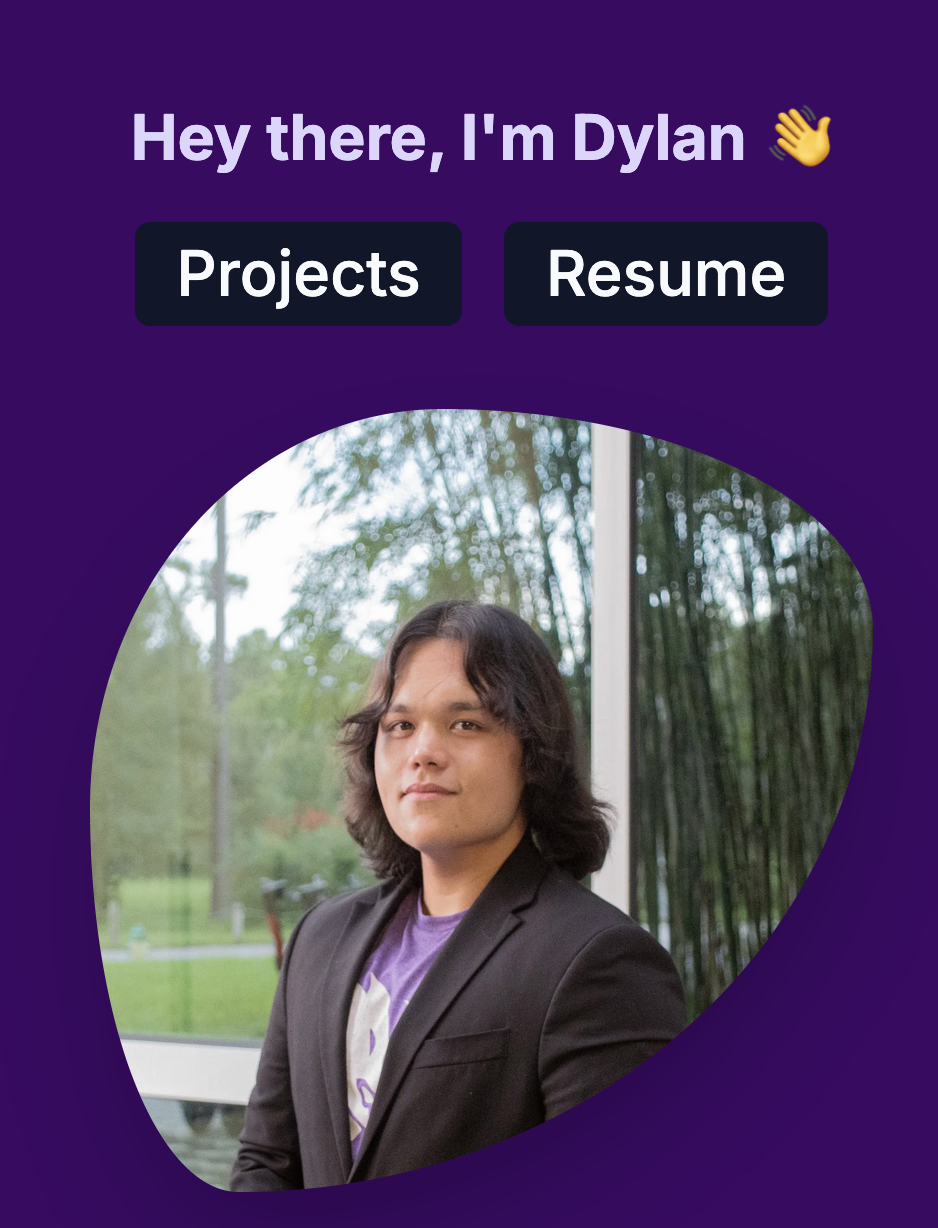 Hey there, I'm Dylan 👋
Projects
Resume